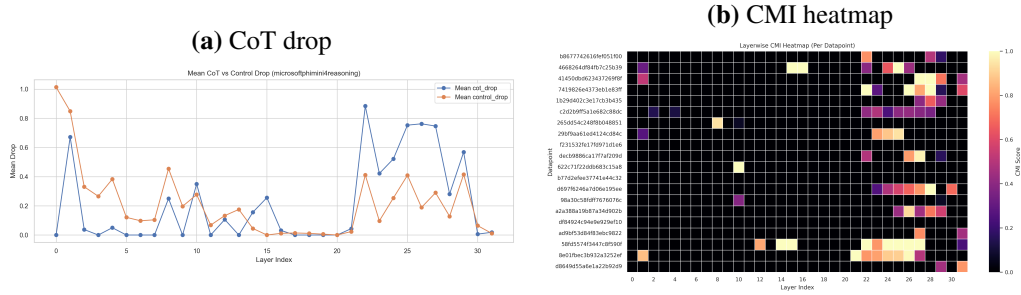 (a) CoT drop
Mean CoT vs Control Drop (microsoftphimini4reasoning)
Mean cot_drop
Mean control_drop
Mean Drop
1.0
0.8
0.6
0.4
0.2
0.0
0 5 10 15 20 25 30
Layer Index
(b) CMI heatmap
Layerwise CMI Heatmap (Per Datapoint)
Datapoint
b8677742616fef051f00
4668264df84fb7c25b39
41450dbd623437269f8f
7419826e4373eb1e83ff
1b29d402c3e17cb3b435
c2d2b9ff5a1e682c88dc
265dd54c248f8b048851
29bf9aa61ed4124cd84c
f231532fe17f0971d1e6
decb9886ca17f7af209d
622c71f22d8b683c15a8
b77d2efee37741e44c32
d697f6246a7d06e195ee
98a30c58fdff7676076c
a2a388a19b87a34d902b
df84924c94e9e929ef10
ad9bf53d84f83ebc9822
58fd5574f3447c8f590f
8e01fbec3b932a3252ef
d8649d55a6e1a22b92d9
0 2 4 6 8 10 12 14 16 18 20 22 24 26 28 30
Layer Index
1.0
0.8
0.6
0.4
0.2
0.0
CMI Score